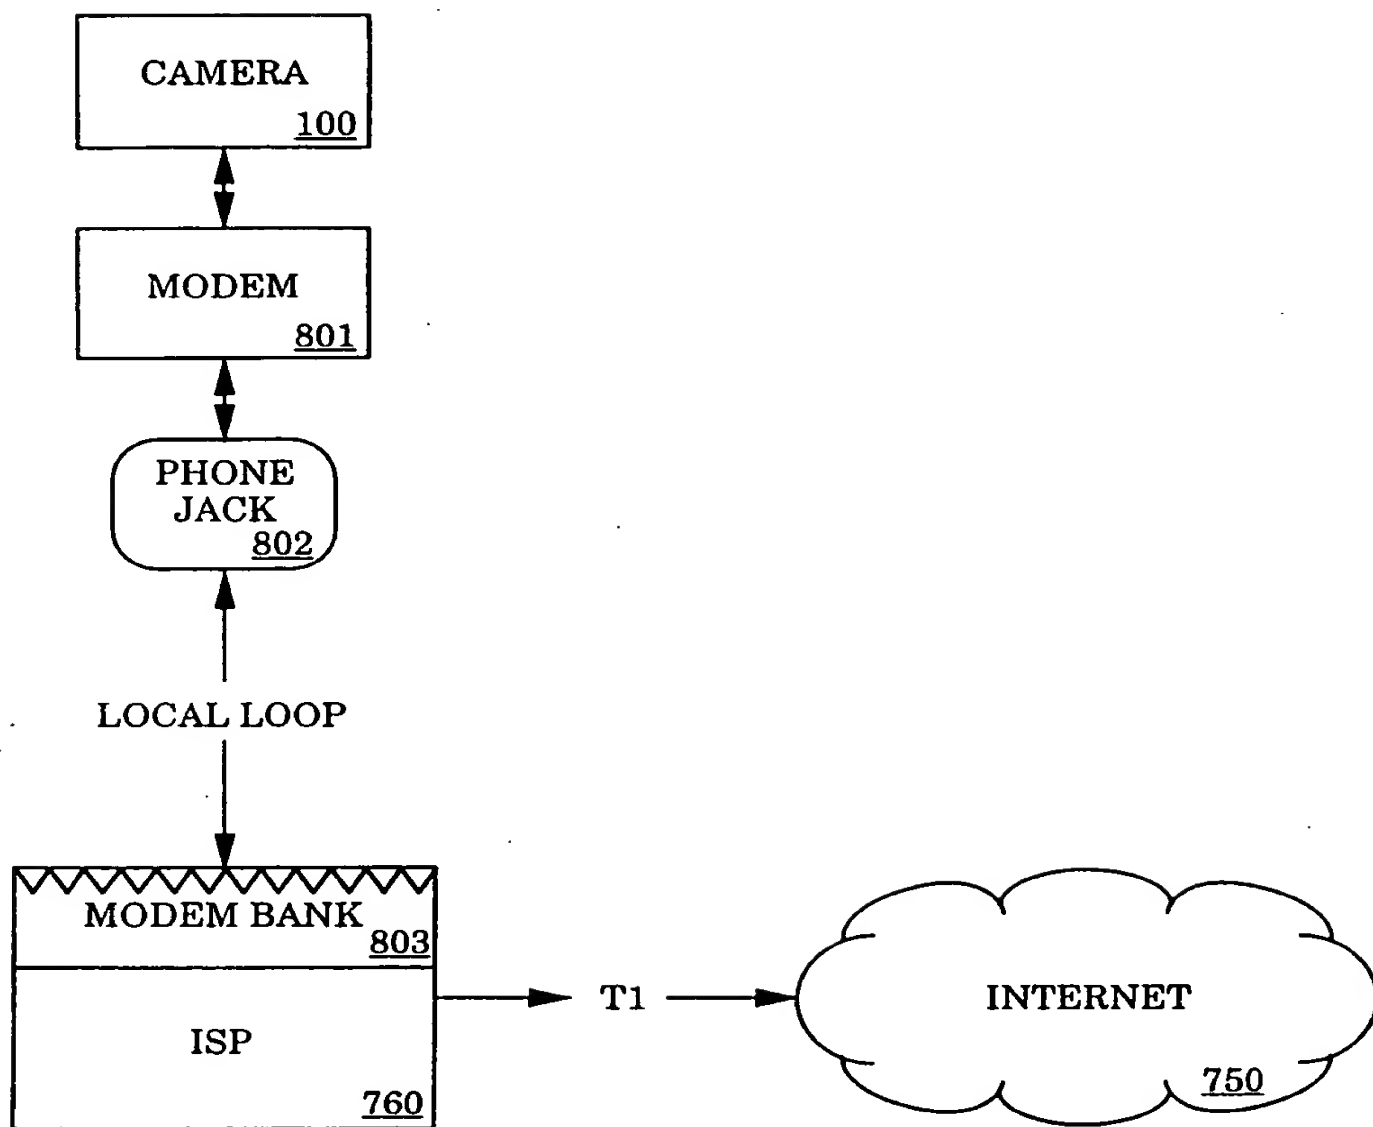 CAMERA
100
MODEM
801
PHONE
JACK
802
LOCAL LOOP
MODEM BANK
803
ISP
760
T1
INTERNET
750